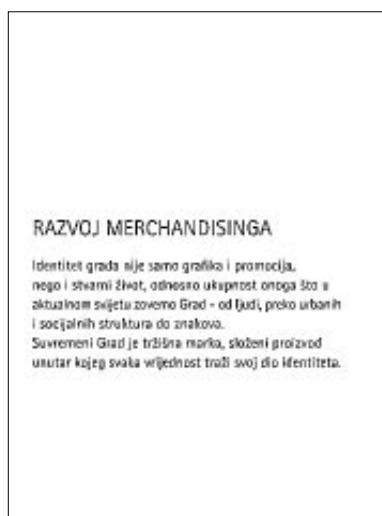 RAZVOJ MERCHANDISINGA
Identitet grada nije samo grafika i promocija,
nego i stvarni život, odnosno ukupnost onoga što u
aktualnom svijetu zovemo Grad - od ljudi, preko urbanih
i socijalnih struktura do znakova.
Suvremeni Grad je tržišna marka, složeni proizvod
unutar kojeg svaka vrijednost traži svoj dio identiteta.